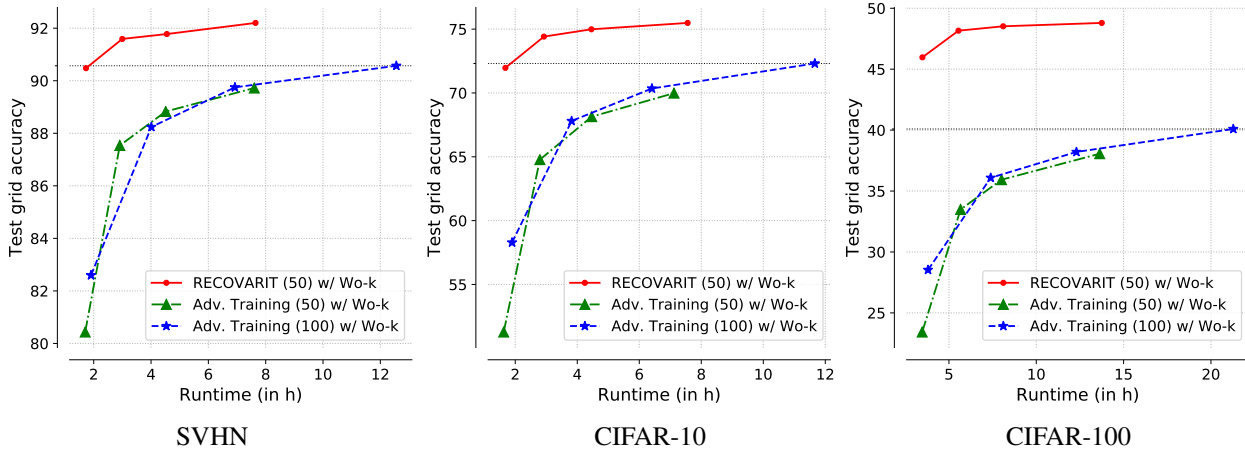 92
90
88
86
84
82
80
Test grid accuracy
RECOVARIT (50) w/ Wo-k
Adv. Training (50) w/ Wo-k
Adv. Training (100) w/ Wo-k
2 4 6 8 10 12
Runtime (in h)
SVHN
75
70
65
60
55
Test grid accuracy
RECOVARIT (50) w/ Wo-k
Adv. Training (50) w/ Wo-k
Adv. Training (100) w/ Wo-k
2 4 6 8 10 12
Runtime (in h)
CIFAR-10
50
45
40
35
30
25
Test grid accuracy
RECOVARIT (50) w/ Wo-k
Adv. Training (50) w/ Wo-k
Adv. Training (100) w/ Wo-k
5 10 15 20
Runtime (in h)
CIFAR-100